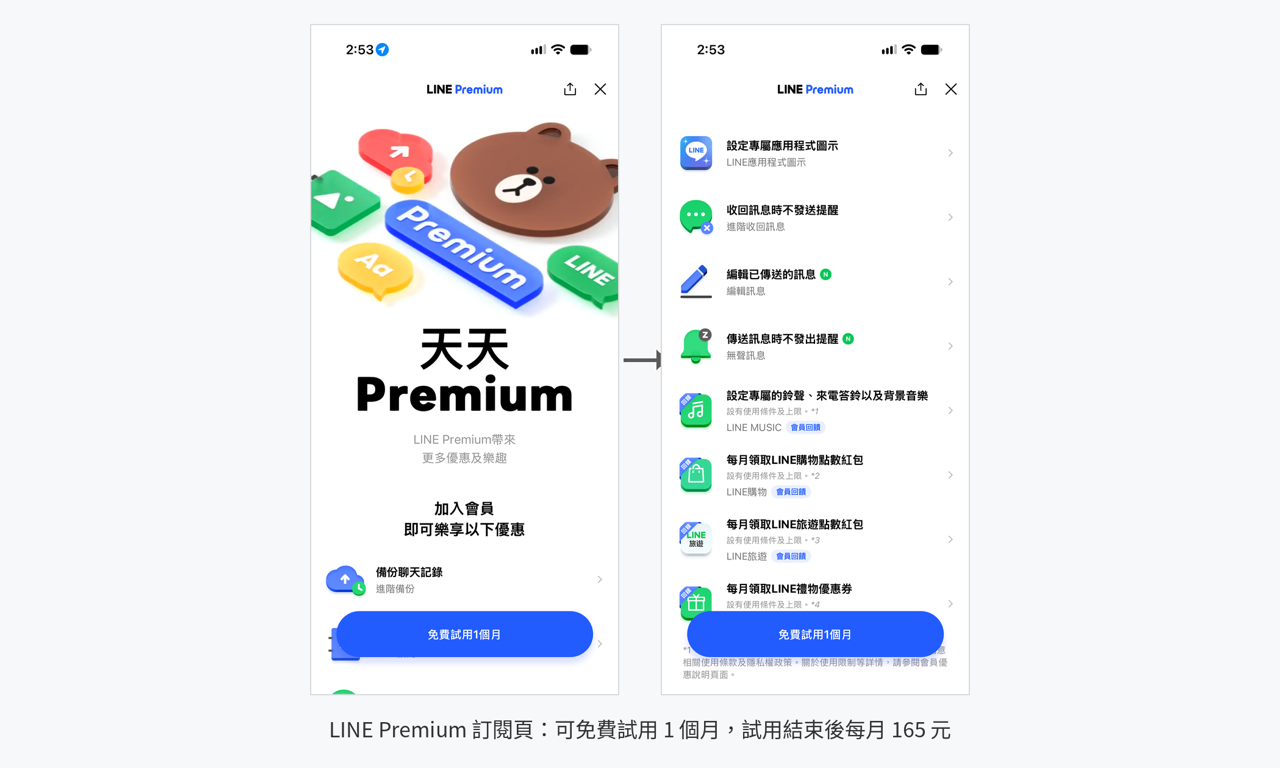 2:53
LINE Premium
Aa
Premium
LINE
天天
Premium
LINE Premium帶來
更多優惠及樂趣
加入會員
即可樂享以下優惠
備份聊天記錄
進階備份
免費試用1個月
2:53
LINE Premium
LINE
設定專屬應用程式圖示
LINE應用程式圖示
收回訊息時不發送提醒
進階收回訊息
編輯已傳送的訊息 N
編輯訊息
Z
傳送訊息時不發出提醒 N
無聲訊息
設定專屬的鈴聲、來電答鈴以及背景音樂
設有使用條件及上限。*1
LINE MUSIC 會員回饋
每月領取LINE購物點數紅包
設有使用條件及上限。*2
LINE購物 會員回饋
LINE
旅遊
每月領取LINE旅遊點數紅包
設有使用條件及上限。*3
LINE旅遊 會員回饋
每月領取LINE禮物優惠券
設有使用條件及上限。*4
免費試用1個月
*1
相關使用條款及隱私權政策。關於使用限制等詳情，請參閱會員優
惠說明頁面。
LINE Premium 訂閱頁：可免費試用 1 個月，試用結束後每月 165 元